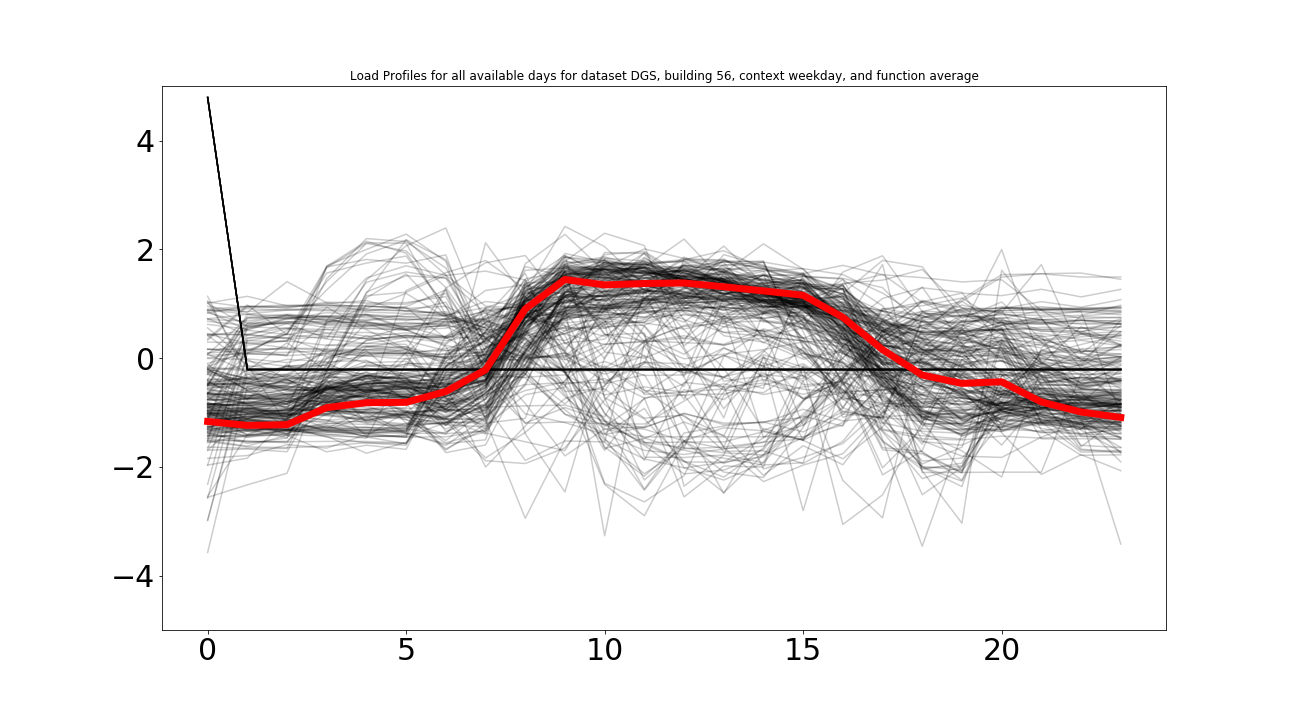 Load Profiles for all available days for dataset DGS, building 56, context weekday, and function average
4
2
0
−2
−4
0 5 10 15 20